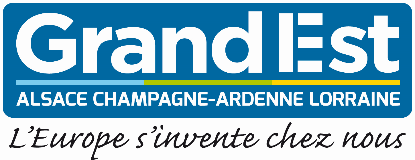 Grand Est
ALSACE CHAMPAGNE-ARDENNE LORRAINE
L'Europe s'invente chez nous